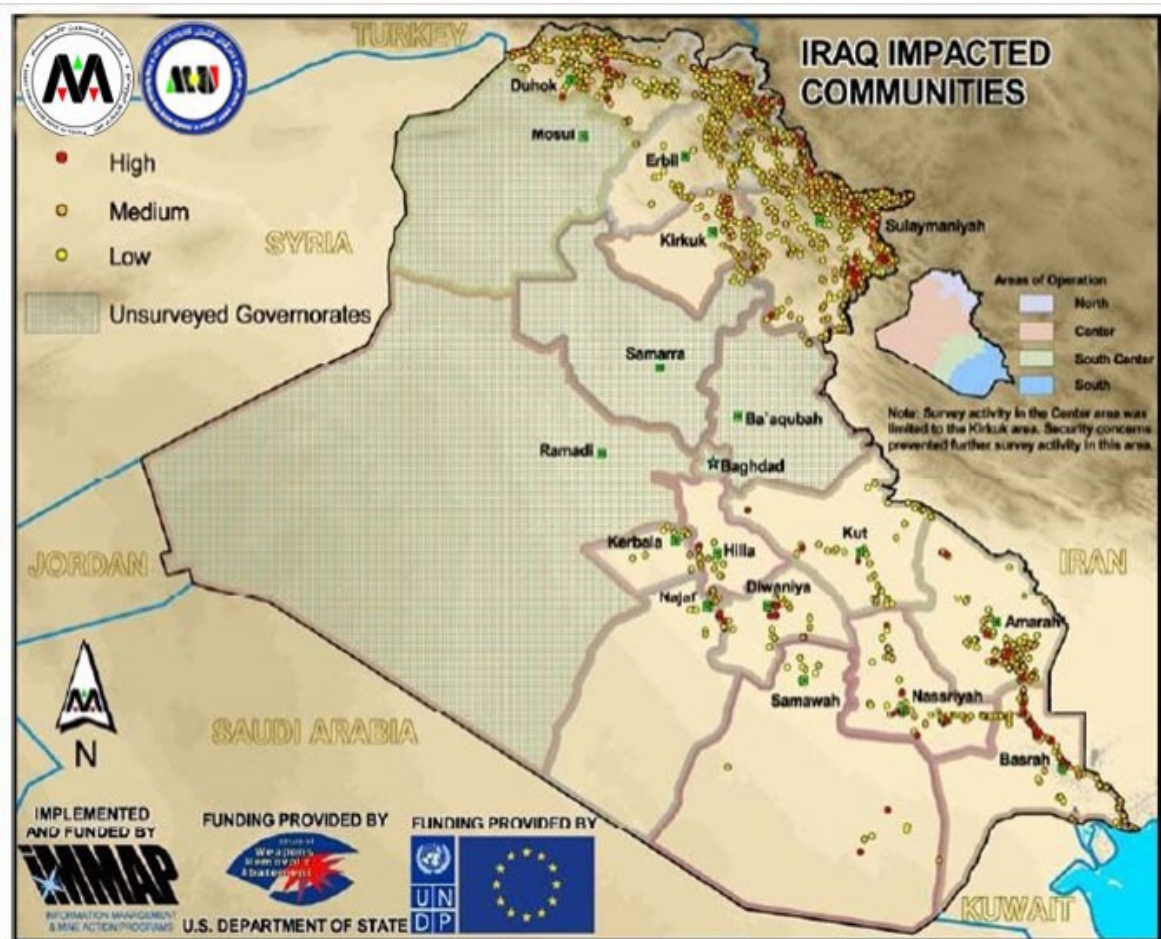 TURKEY
IRAQ IMPACTED
COMMUNITIES
High
Medium
Low
Unsurveyed Governorates
SYRIA
Duhok
Mosul
Erbil
Kirkuk
Sulaymaniyah
Areas of Operation
North
Center
South Center
South
Note: Survey activity in the Center area was
limited to the Kirkuk area. Security concerns
prevented further survey activity in this area.
Samarra
Ba'aqubah
Ramadi
Baghdad
JORDAN
IRAN
Kerbala
Hilla
Kut
Najaf
Diwaniya
Amarah
Samawah
Nassriyah
Basrah
N
SAUDI ARABIA
KUWAIT
IMPLEMENTED
AND FUNDED BY
iMMAP
INFORMATION MANAGEMENT
& MINE ACTION PROGRAMS
FUNDING PROVIDED BY
Weapons
Removal &
Abatement
U.S. DEPARTMENT OF STATE
FUNDING PROVIDED BY
UN
DP